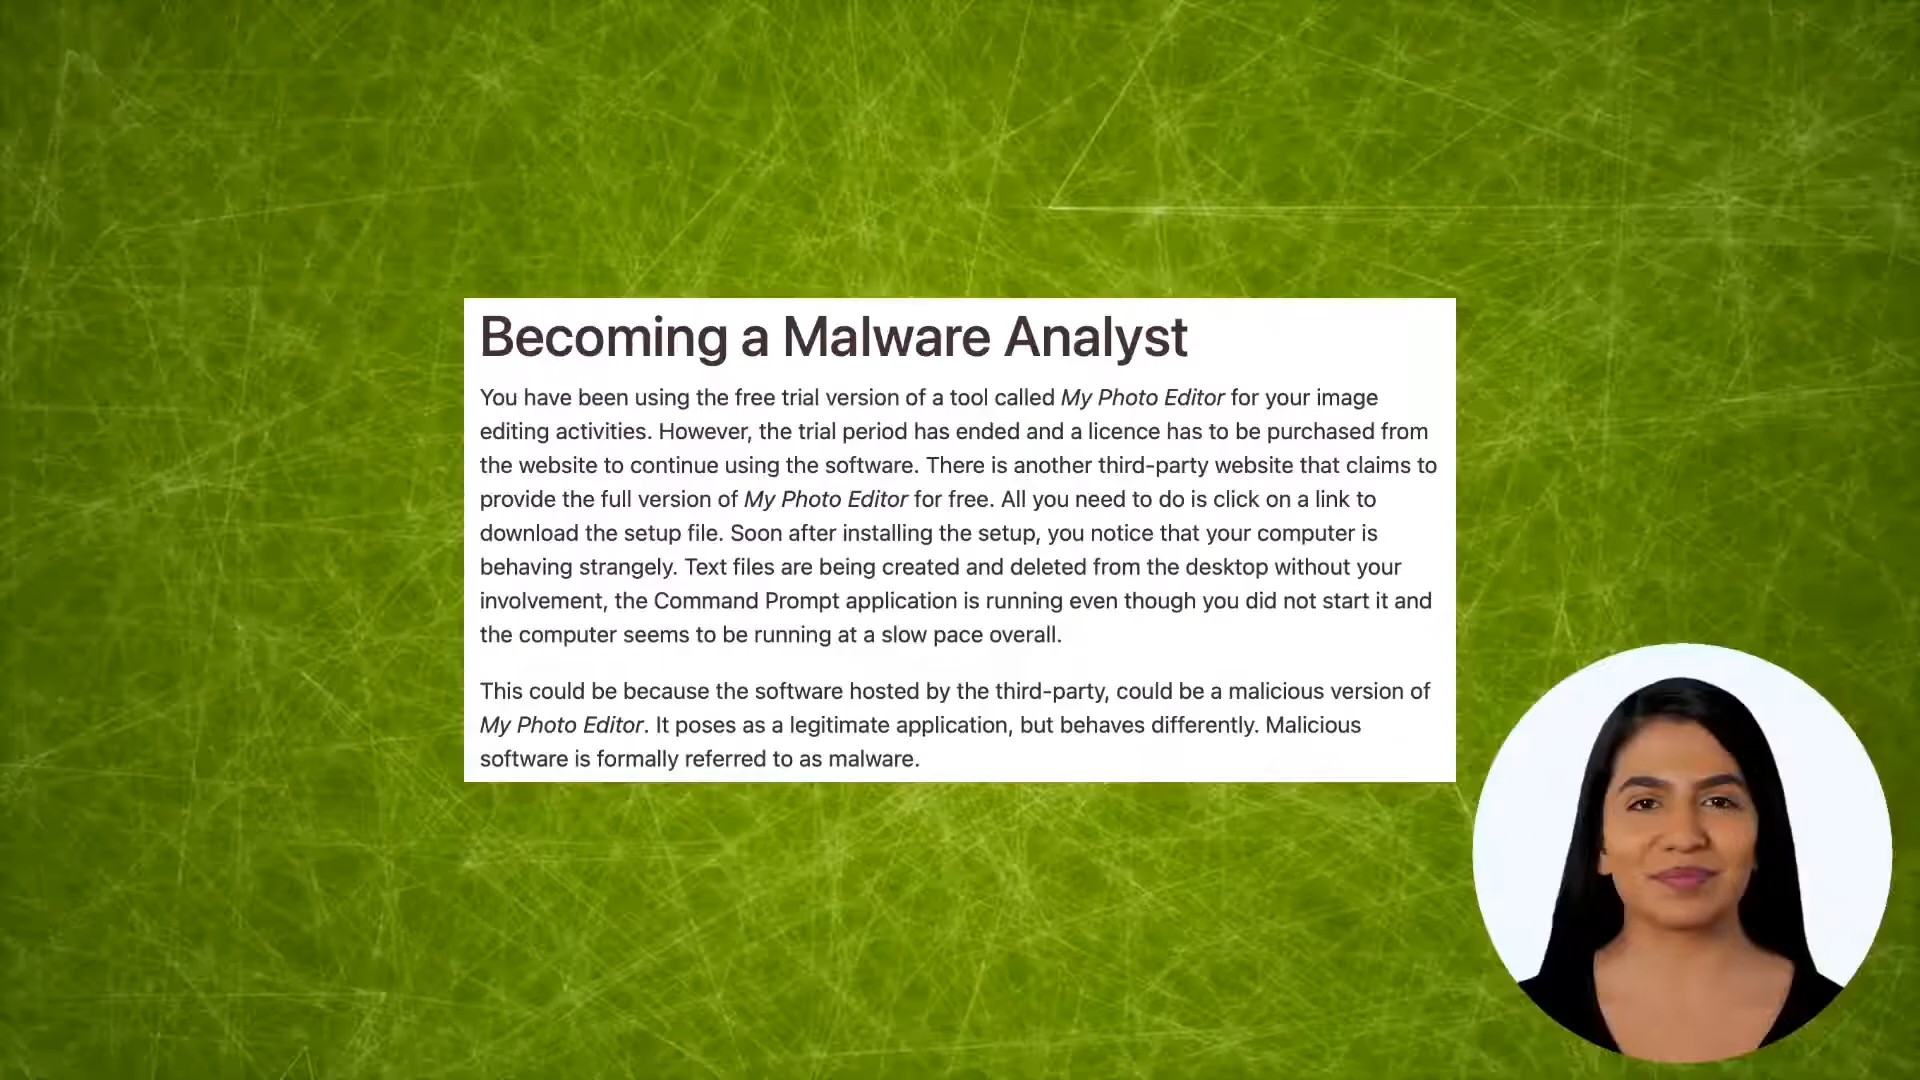 Becoming a Malware Analyst
You have been using the free trial version of a tool called My Photo Editor for your image
editing activities. However, the trial period has ended and a licence has to be purchased from
the website to continue using the software. There is another third-party website that claims to
provide the full version of My Photo Editor for free. All you need to do is click on a link to
download the setup file. Soon after installing the setup, you notice that your computer is
behaving strangely. Text files are being created and deleted from the desktop without your
involvement, the Command Prompt application is running even though you did not start it and
the computer seems to be running at a slow pace overall.
This could be because the software hosted by the third-party, could be a malicious version of
My Photo Editor. It poses as a legitimate application, but behaves differently. Malicious
software is formally referred to as malware.